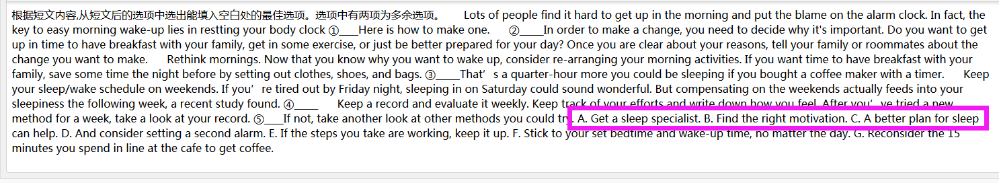 根据短文内容,从短文后的选项中选出能填入空白处的最佳选项。选项中有两项为多余选项。 Lots of people find it hard to get up in the morning and put the blame on the alarm clock. In fact, the
key to easy morning wake-up lies in restting your body clock ①___Here is how to make one. ②____In order to make a change, you need to decide why it's important. Do you want to get
up in time to have breakfast with your family, get in some exercise, or just be better prepared for your day? Once you are clear about your reasons, tell your family or roommates about the
change you want to make. Rethink mornings. Now that you know why you want to wake up, consider re-arranging your morning activities. If you want time to have breakfast with your
family, save some time the night before by setting out clothes, shoes, and bags. ③____That's a quarter-hour more you could be sleeping if you bought a coffee maker with a timer. Keep
your sleep/wake schedule on weekends. If you're tired out by Friday night, sleeping in on Saturday could sound wonderful. But compensating on the weekends actually feeds into your
sleepiness the following week, a recent study found. ④____ Keep a record and evaluate it weekly. Keep track of your efforts and write down how you feel. After you've tried a new
method for a week, take a look at your record. ⑤___If not, take another look at other methods you could try. A. Get a sleep specialist. B. Find the right motivation. C. A better plan for sleep
can help. D. And consider setting a second alarm. E. If the steps you take are working, keep it up. F. Stick to your set bedtime and wake-up time, no matter the day. G. Reconsider the 15
minutes you spend in line at the cafe to get coffee.